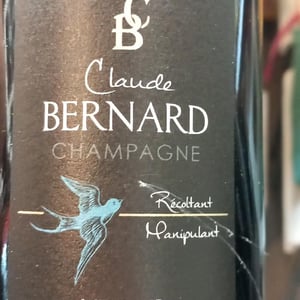 CB
Claude
BERNARD
CHAMPAGNE
Récoltant
Manipulant